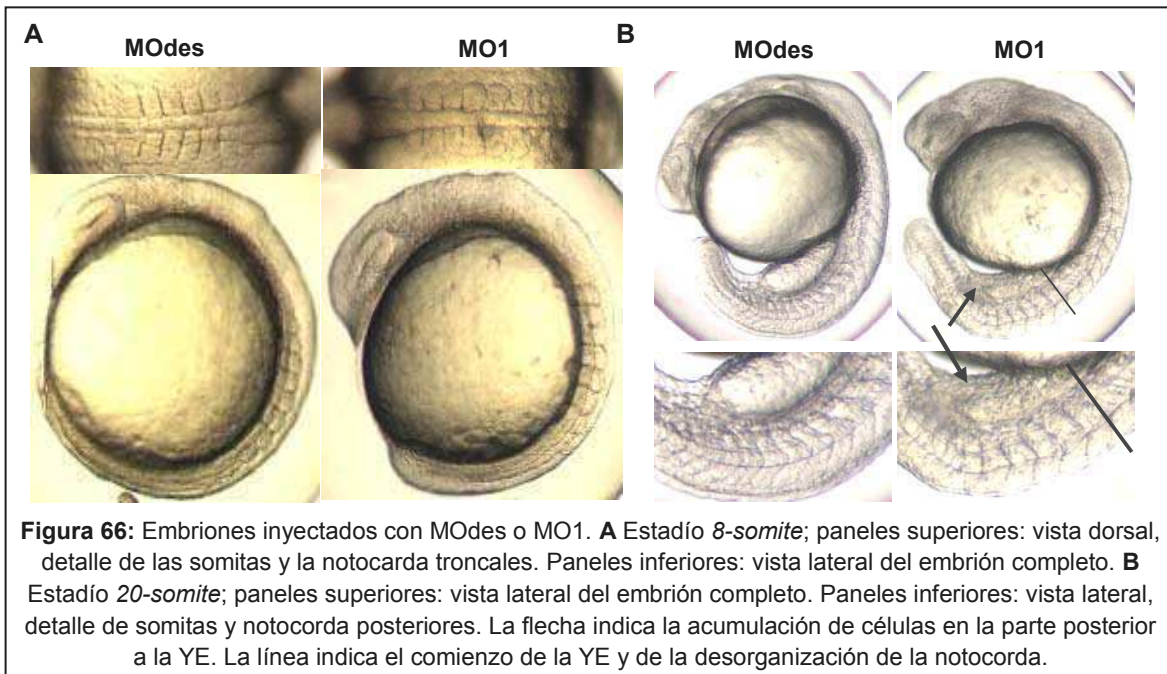 A
MOdes
MO1
B
MOdes
MO1
Figura 66: Embriones inyectados con MOdes o MO1. A Estadío 8-somite; paneles superiores: vista dorsal,
detalle de las somitas y la notocarda troncales. Paneles inferiores: vista lateral del embrión completo. B
Estadío 20-somite; paneles superiores: vista lateral del embrión completo. Paneles inferiores: vista lateral,
detalle de somitas y notocorda posteriores. La flecha indica la acumulación de células en la parte posterior
a la YE. La línea indica el comienzo de la YE y de la desorganización de la notocorda.